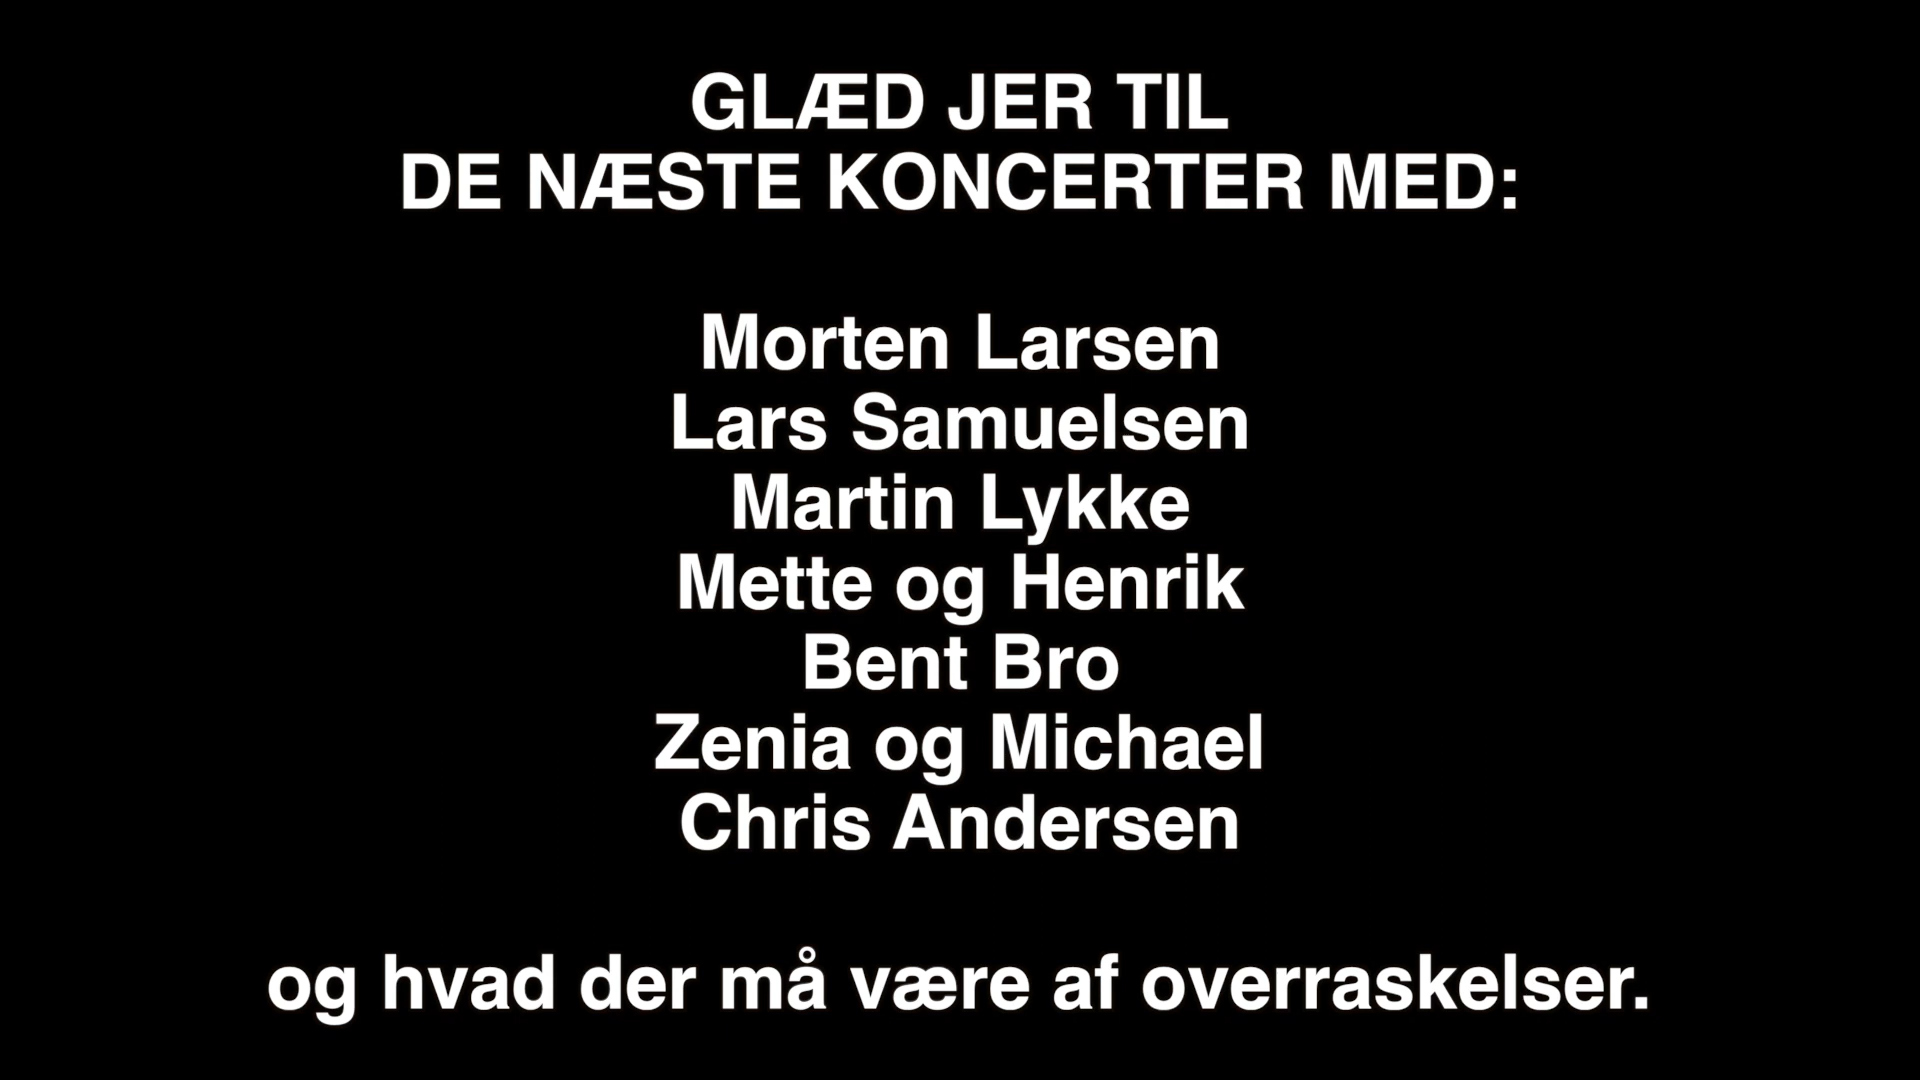 GLÆD JER TIL
DE NÆSTE KONCERTER MED:
Morten Larsen
Lars Samuelsen
Martin Lykke
Mette og Henrik
Bent Bro
Zenia og Michael
Chris Andersen
og hvad der må være af overraskelser.